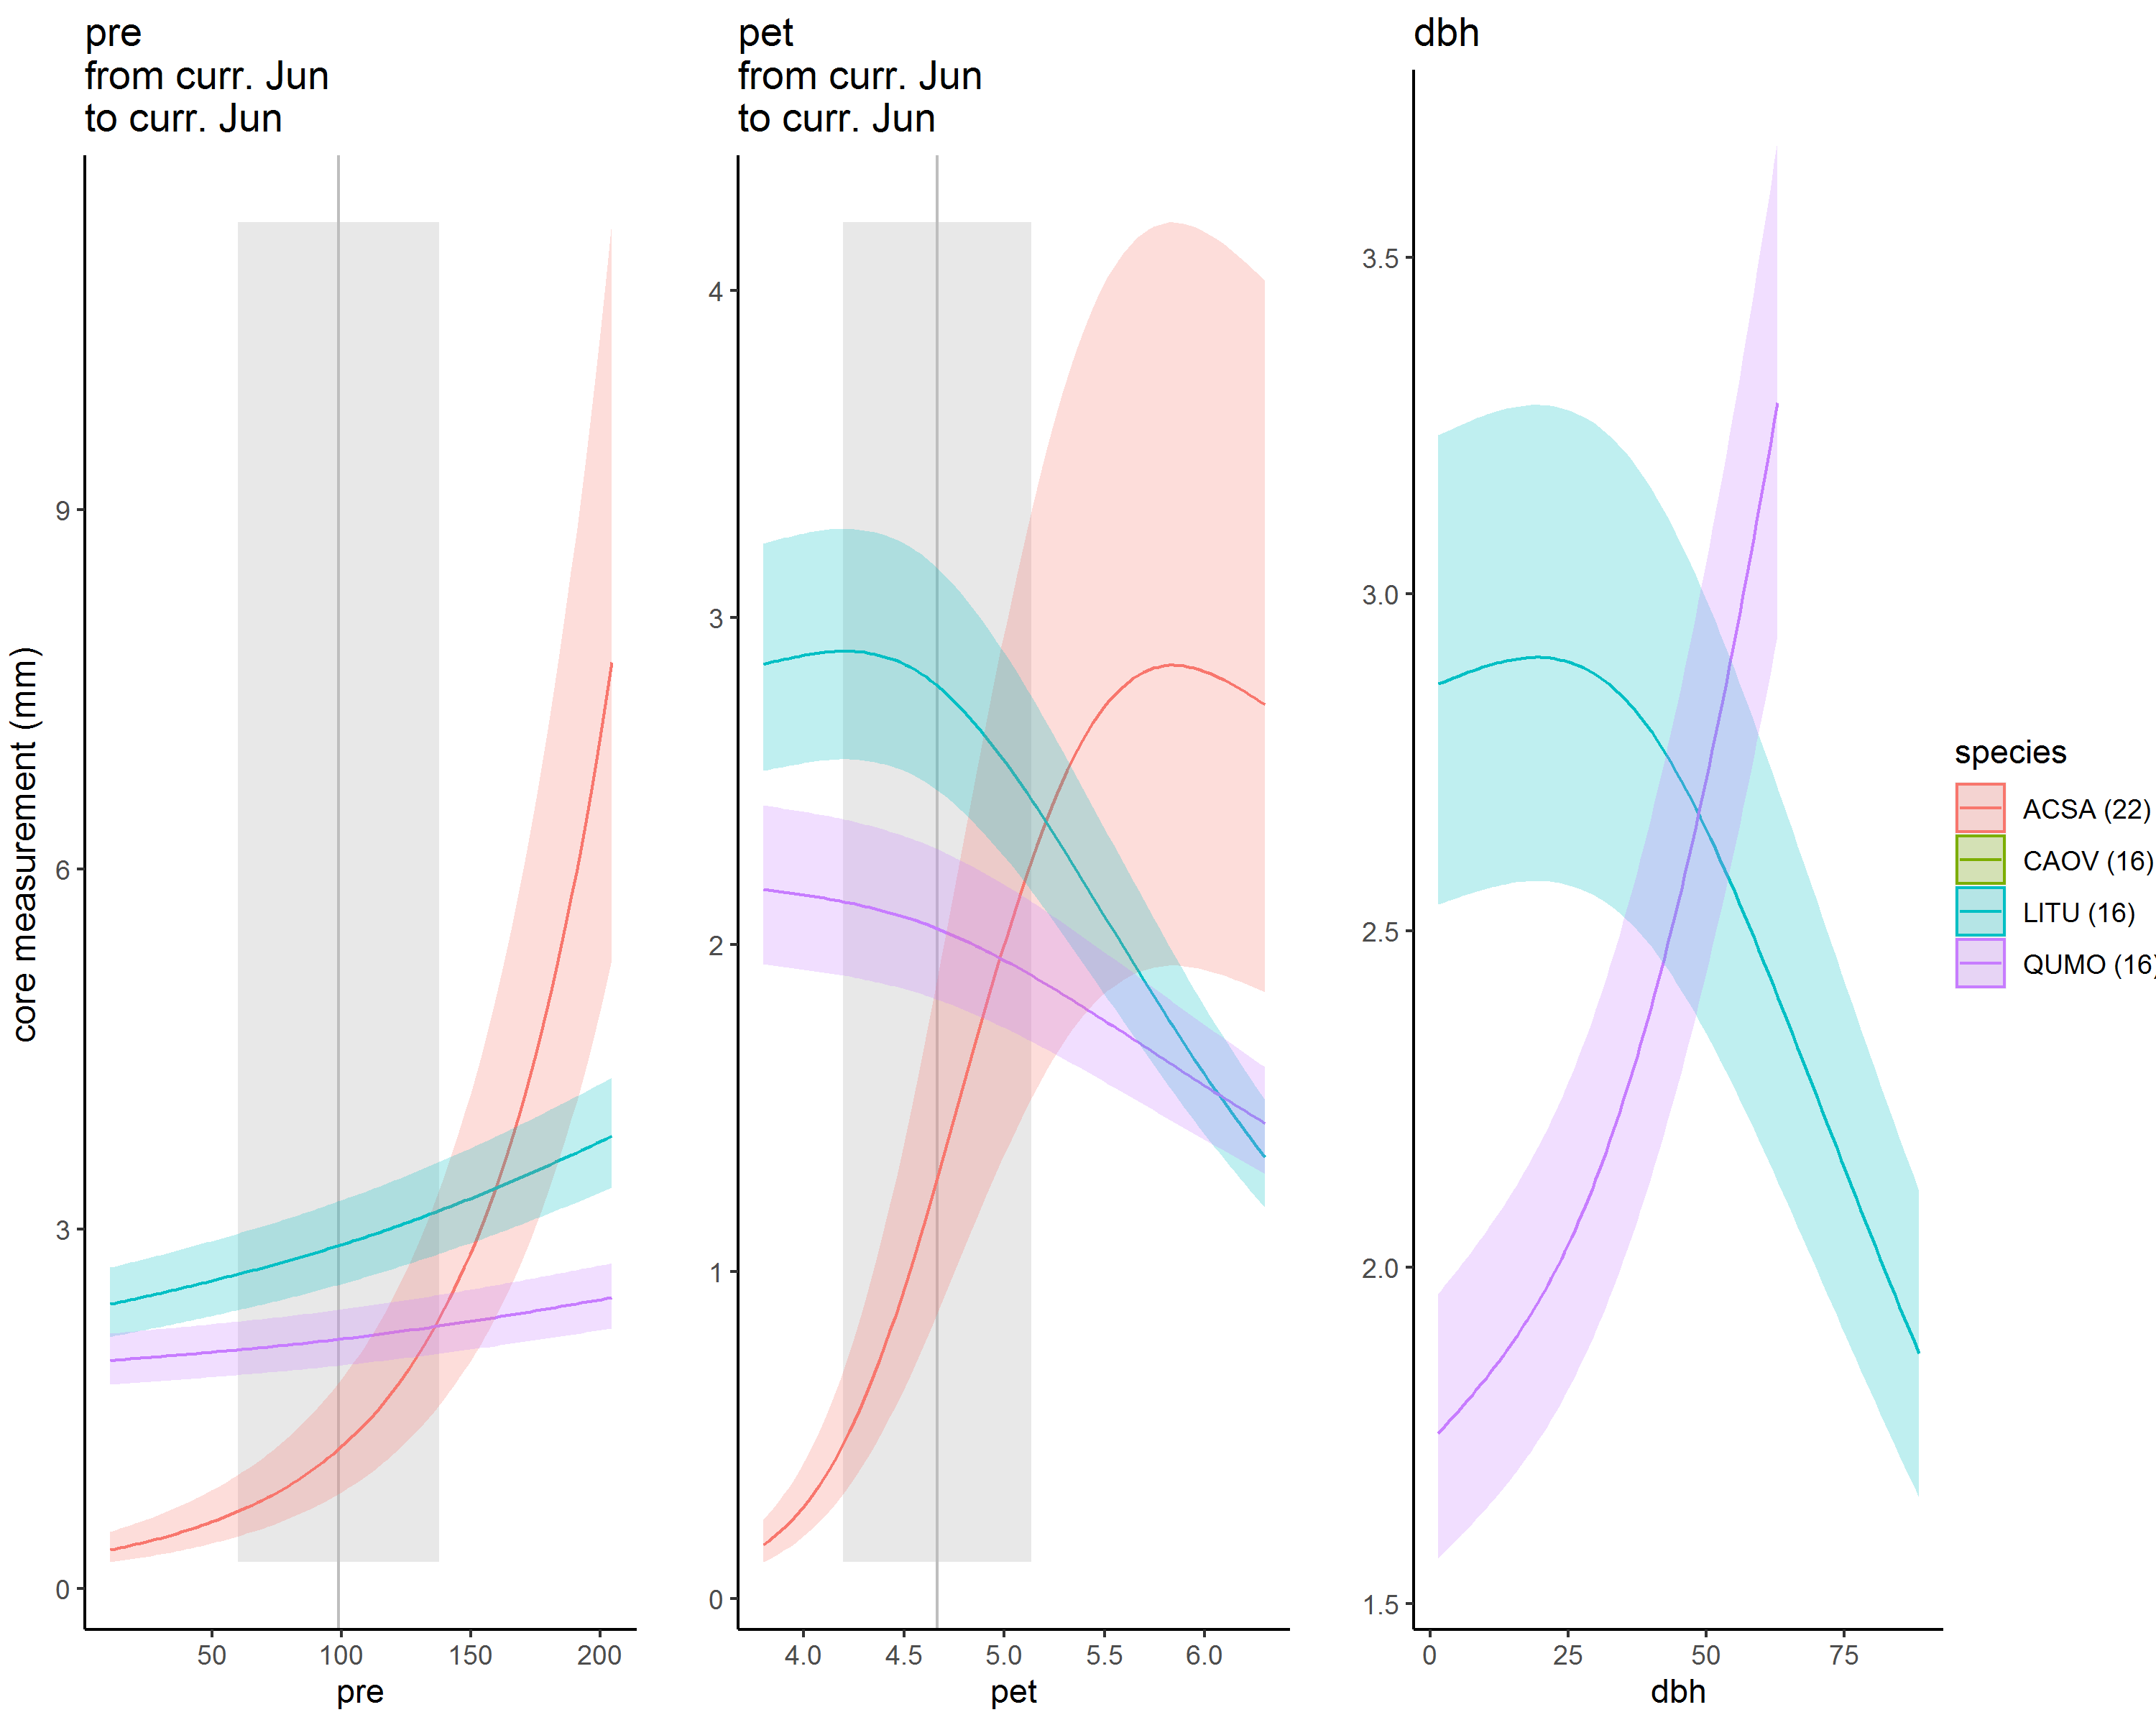 pre
from curr. Jun
to curr. Jun
pet
from curr. Jun
to curr. Jun
dbh
core measurement (mm)
9
6
3
0
50 100 150 200
pre
4
3
2
1
0
4.0 4.5 5.0 5.5 6.0
pet
3.5
3.0
2.5
2.0
1.5
0 25 50 75
dbh
species
ACSA (22)
CAOV (16)
LITU (16)
QUMO (16)